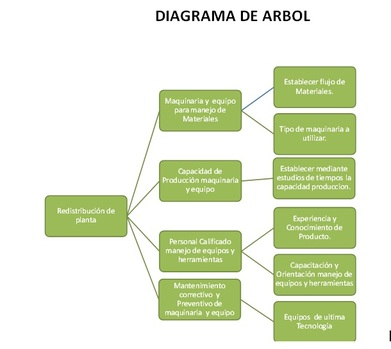 DIAGRAMA DE ARBOL
Establecer flujo de
Materiales.
Maquinaria y equipo
para manejo de
Materiales
Tipo de maquinaria a
utilizar.
Capacidad de
Producción maquinaria
y equipo
Establecer mediante
estudios de tiempos la
capacidad produccion.
Redistribución de
planta
Experiencia y
Conocimiento de
Producto.
Personal Calificado
manejo de equipos y
herramientas
Capacitación y
Orientación manejo de
equipos y herramientas
Mantenimiento
correctivo y
Preventivo de
maquinaria y equipo
Equipos de ultima
Tecnología